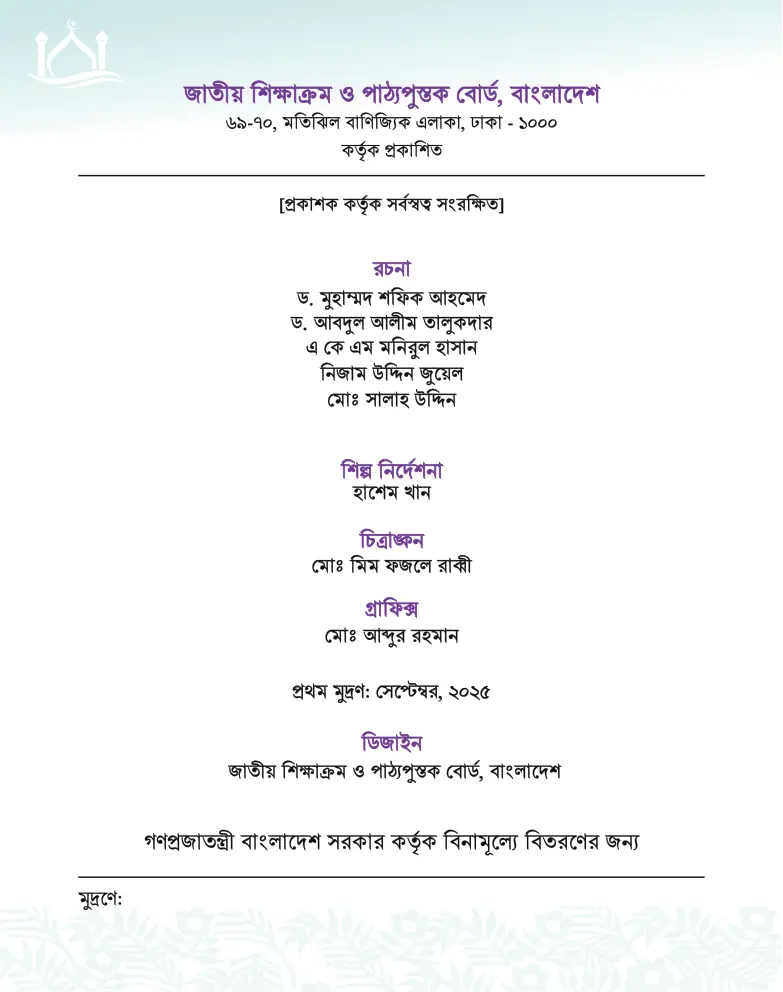 জাতীয় শিক্ষাক্রম ও পাঠ্যপুস্তক বোর্ড, বাংলাদেশ
৬৯-৭০, মতিঝিল বাণিজ্যিক এলাকা, ঢাকা - ১০০০
কর্তৃক প্রকাশিত
[প্রকাশক কর্তৃক সর্বস্বত্ব সংরক্ষিত]
রচনা
ড. মুহাম্মদ শফিক আহমেদ
ড. আবদুল আলীম তালুকদার
এ কে এম মনিরুল হাসান
নিজাম উদ্দিন জুয়েল
মোঃ সালাহ উদ্দিন
শিল্প নির্দেশনা
হাশেম খান
চিত্রাঙ্কন
মোঃ মিম ফজলে রাব্বী
গ্রাফিক্স
মোঃ আব্দুর রহমান
প্রথম মুদ্রণ: সেপ্টেম্বর, ২০২৫
ডিজাইন
জাতীয় শিক্ষাক্রম ও পাঠ্যপুস্তক বোর্ড, বাংলাদেশ
গণপ্রজাতন্ত্রী বাংলাদেশ সরকার কর্তৃক বিনামূল্যে বিতরণের জন্য
মুদ্রণে: